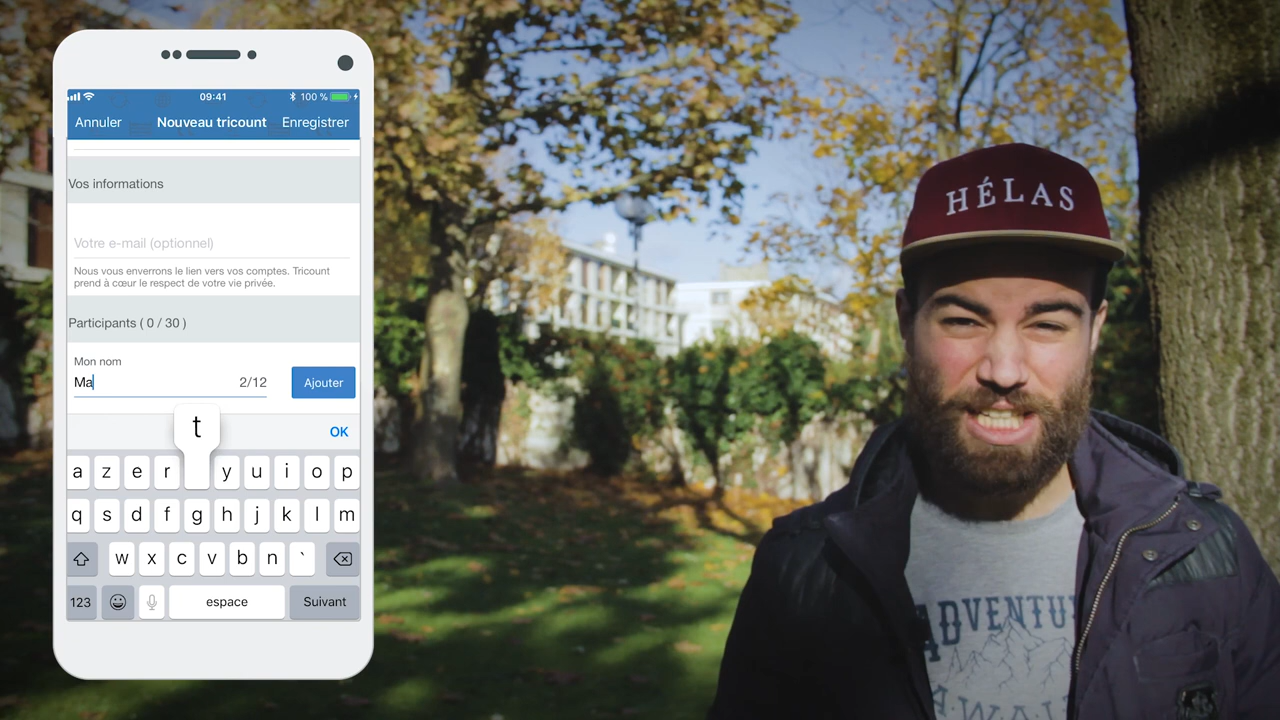 09:41
100 %
Annuler Nouveau tricount Enregistrer
Vos informations
Votre e-mail (optionnel)
Nous vous enverrons le lien vers vos comptes. Tricount
prend à cœur le respect de votre vie privée.
Participants ( 0 / 30 )
Mon nom
Ma 2/12 Ajouter
t
OK
a z e r y u i o p
q s d f g h j k l m
w x c v b n `
123 espace Suivant
HÉLAS
ADVENTU